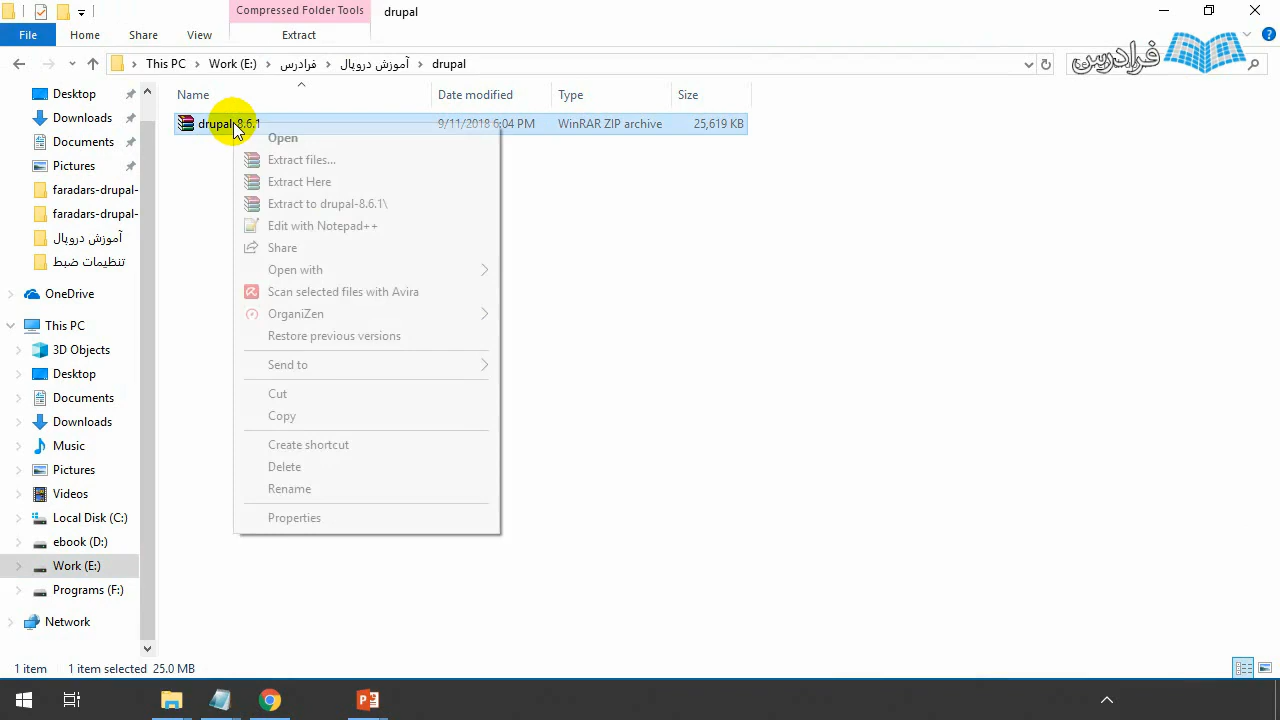 Compressed Folder Tools
drupal
File
Home
Share
View
Extract
فرادرس
This PC
Work (E:)
فرادرس
آموزش دروپال
drupal
Name
Date modified
Type
Size
drupal-8.6.1
9/11/2018 6:04 PM
WinRAR ZIP archive
25,619 KB
Desktop
Downloads
Documents
Pictures
faradars-drupal-
faradars-drupal-
آموزش دروپال
تنظیمات ضبط
OneDrive
This PC
3D Objects
Desktop
Documents
Downloads
Music
Pictures
Videos
Local Disk (C:)
ebook (D:)
Work (E:)
Programs (F:)
Network
Open
Extract files...
Extract Here
Extract to drupal-8.6.1\
Edit with Notepad++
Share
Open with
Scan selected files with Avira
OrganiZen
Restore previous versions
Send to
Cut
Copy
Create shortcut
Delete
Rename
Properties
1 item
1 item selected 25.0 MB